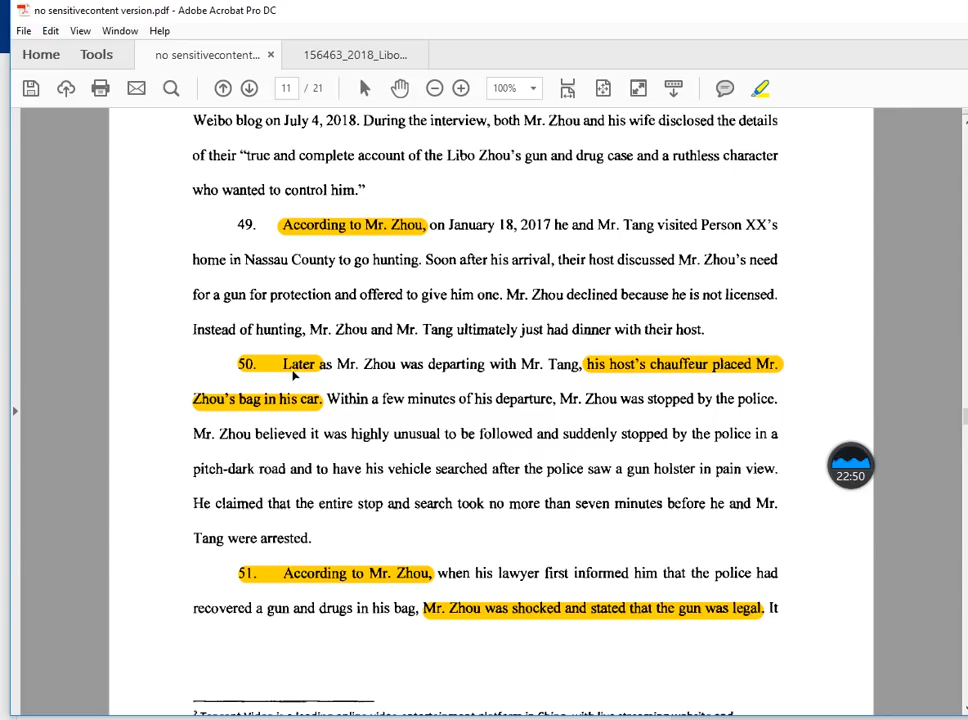 no sensitivecontent version.pdf - Adobe Acrobat Pro DC
File Edit View Window Help
Home Tools no sensitivecontent... × 156463_2018_Libo...
11 / 21 100%
Weibo blog on July 4, 2018. During the interview, both Mr. Zhou and his wife disclosed the details
of their “true and complete account of the Libo Zhou’s gun and drug case and a ruthless character
who wanted to control him.”
49. According to Mr. Zhou, on January 18, 2017 he and Mr. Tang visited Person XX’s
home in Nassau County to go hunting. Soon after his arrival, their host discussed Mr. Zhou’s need
for a gun for protection and offered to give him one. Mr. Zhou declined because he is not licensed.
Instead of hunting, Mr. Zhou and Mr. Tang ultimately just had dinner with their host.
50. Later as Mr. Zhou was departing with Mr. Tang, his host’s chauffeur placed Mr.
Zhou’s bag in his car. Within a few minutes of his departure, Mr. Zhou was stopped by the police.
Mr. Zhou believed it was highly unusual to be followed and suddenly stopped by the police in a
pitch-dark road and to have his vehicle searched after the police saw a gun holster in pain view.
He claimed that the entire stop and search took no more than seven minutes before he and Mr.
Tang were arrested.
51. According to Mr. Zhou, when his lawyer first informed him that the police had
recovered a gun and drugs in his bag, Mr. Zhou was shocked and stated that the gun was legal. It
22:50